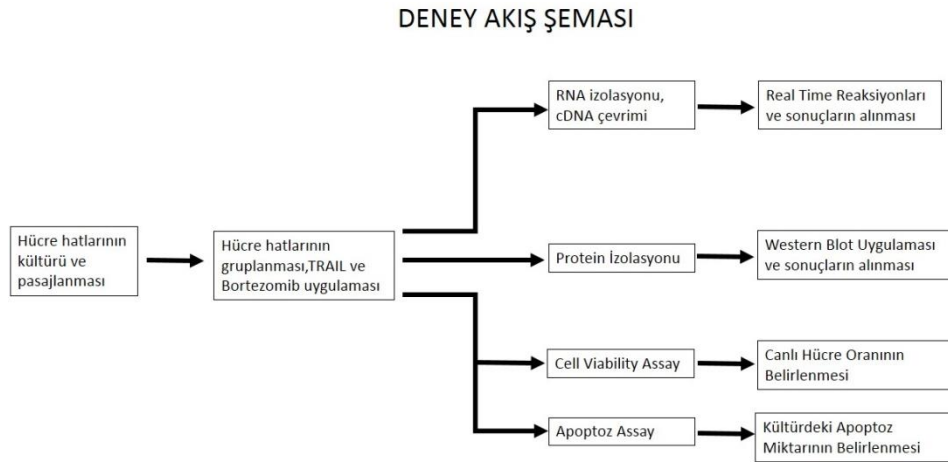 DENEY AKIŞ ŞEMASI
RNA izolasyonu,
cDNA çevrimi
Real Time Reaksiyonları
ve sonuçların alınması
Hücre hatlarının
kültürü ve
pasajlanması
Hücre hatlarının
gruplanması,TRAIL ve
Bortezomib uygulaması
Protein İzolasyonu
Western Blot Uygulaması
ve sonuçların alınması
Cell Viability Assay
Canlı Hücre Oranının
Belirlenmesi
Apoptoz Assay
Kültürdeki Apoptoz
Miktarının Belirlenmesi